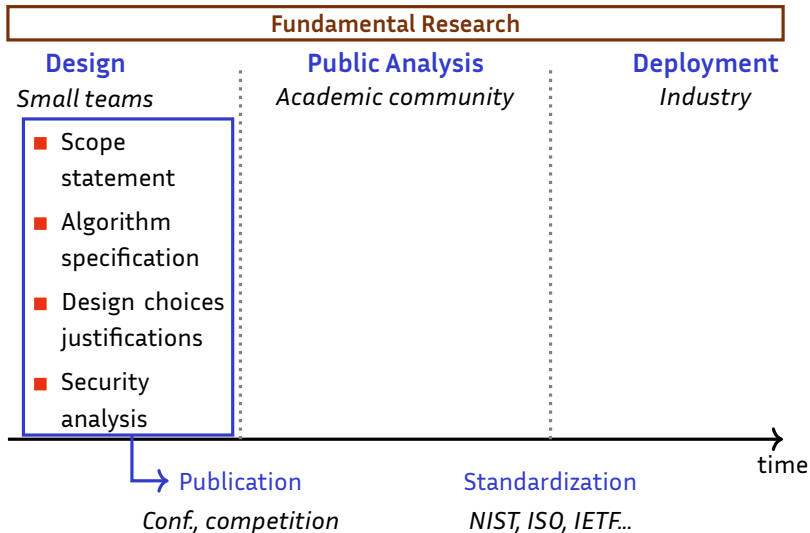 Fundamental Research
Design
Small teams
Scope
statement
Algorithm
specification
Design choices
justifications
Security
analysis
Public Analysis
Academic community
Deployment
Industry
time
Publication
Conf., competition
Standardization
NIST, ISO, IETF...